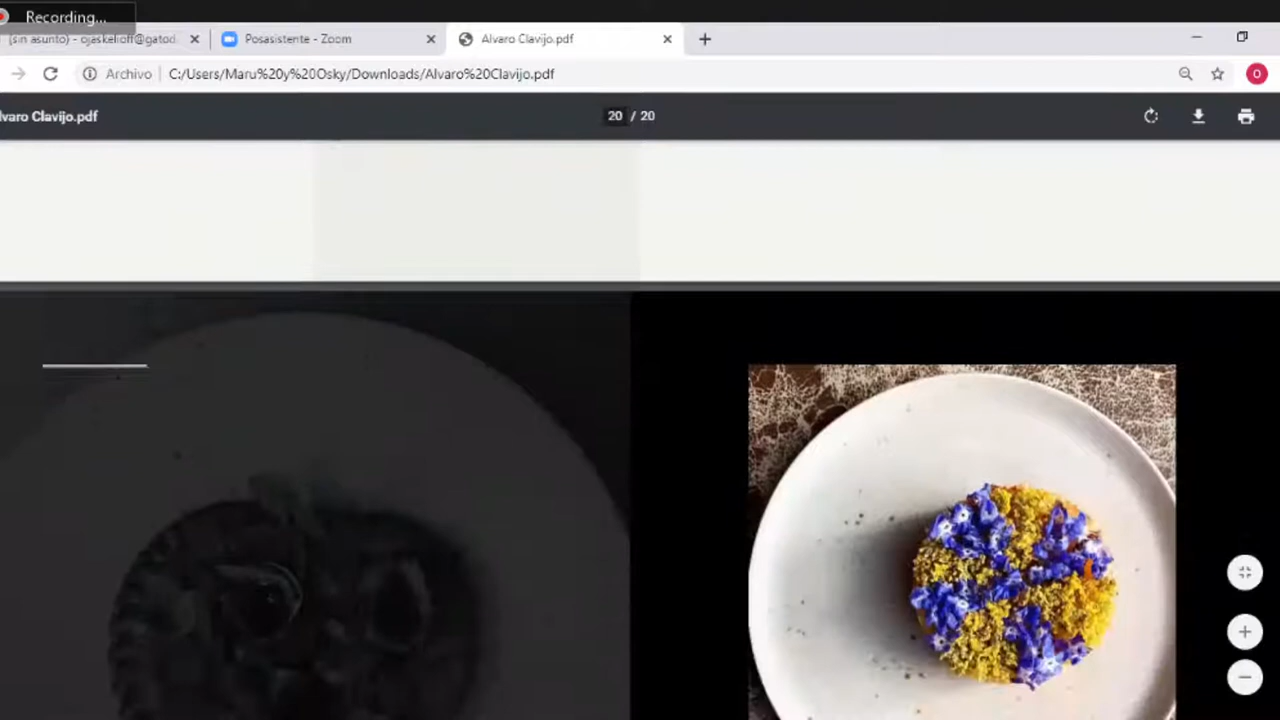 Recording...
(sin asunto) - ojaskelioff@gatod
Posasistente - Zoom
Alvaro Clavijo.pdf
Archivo
C:/Users/Maru%20y%20Osky/Downloads/Alvaro%20Clavijo.pdf
O
lvaro Clavijo.pdf
20 / 20